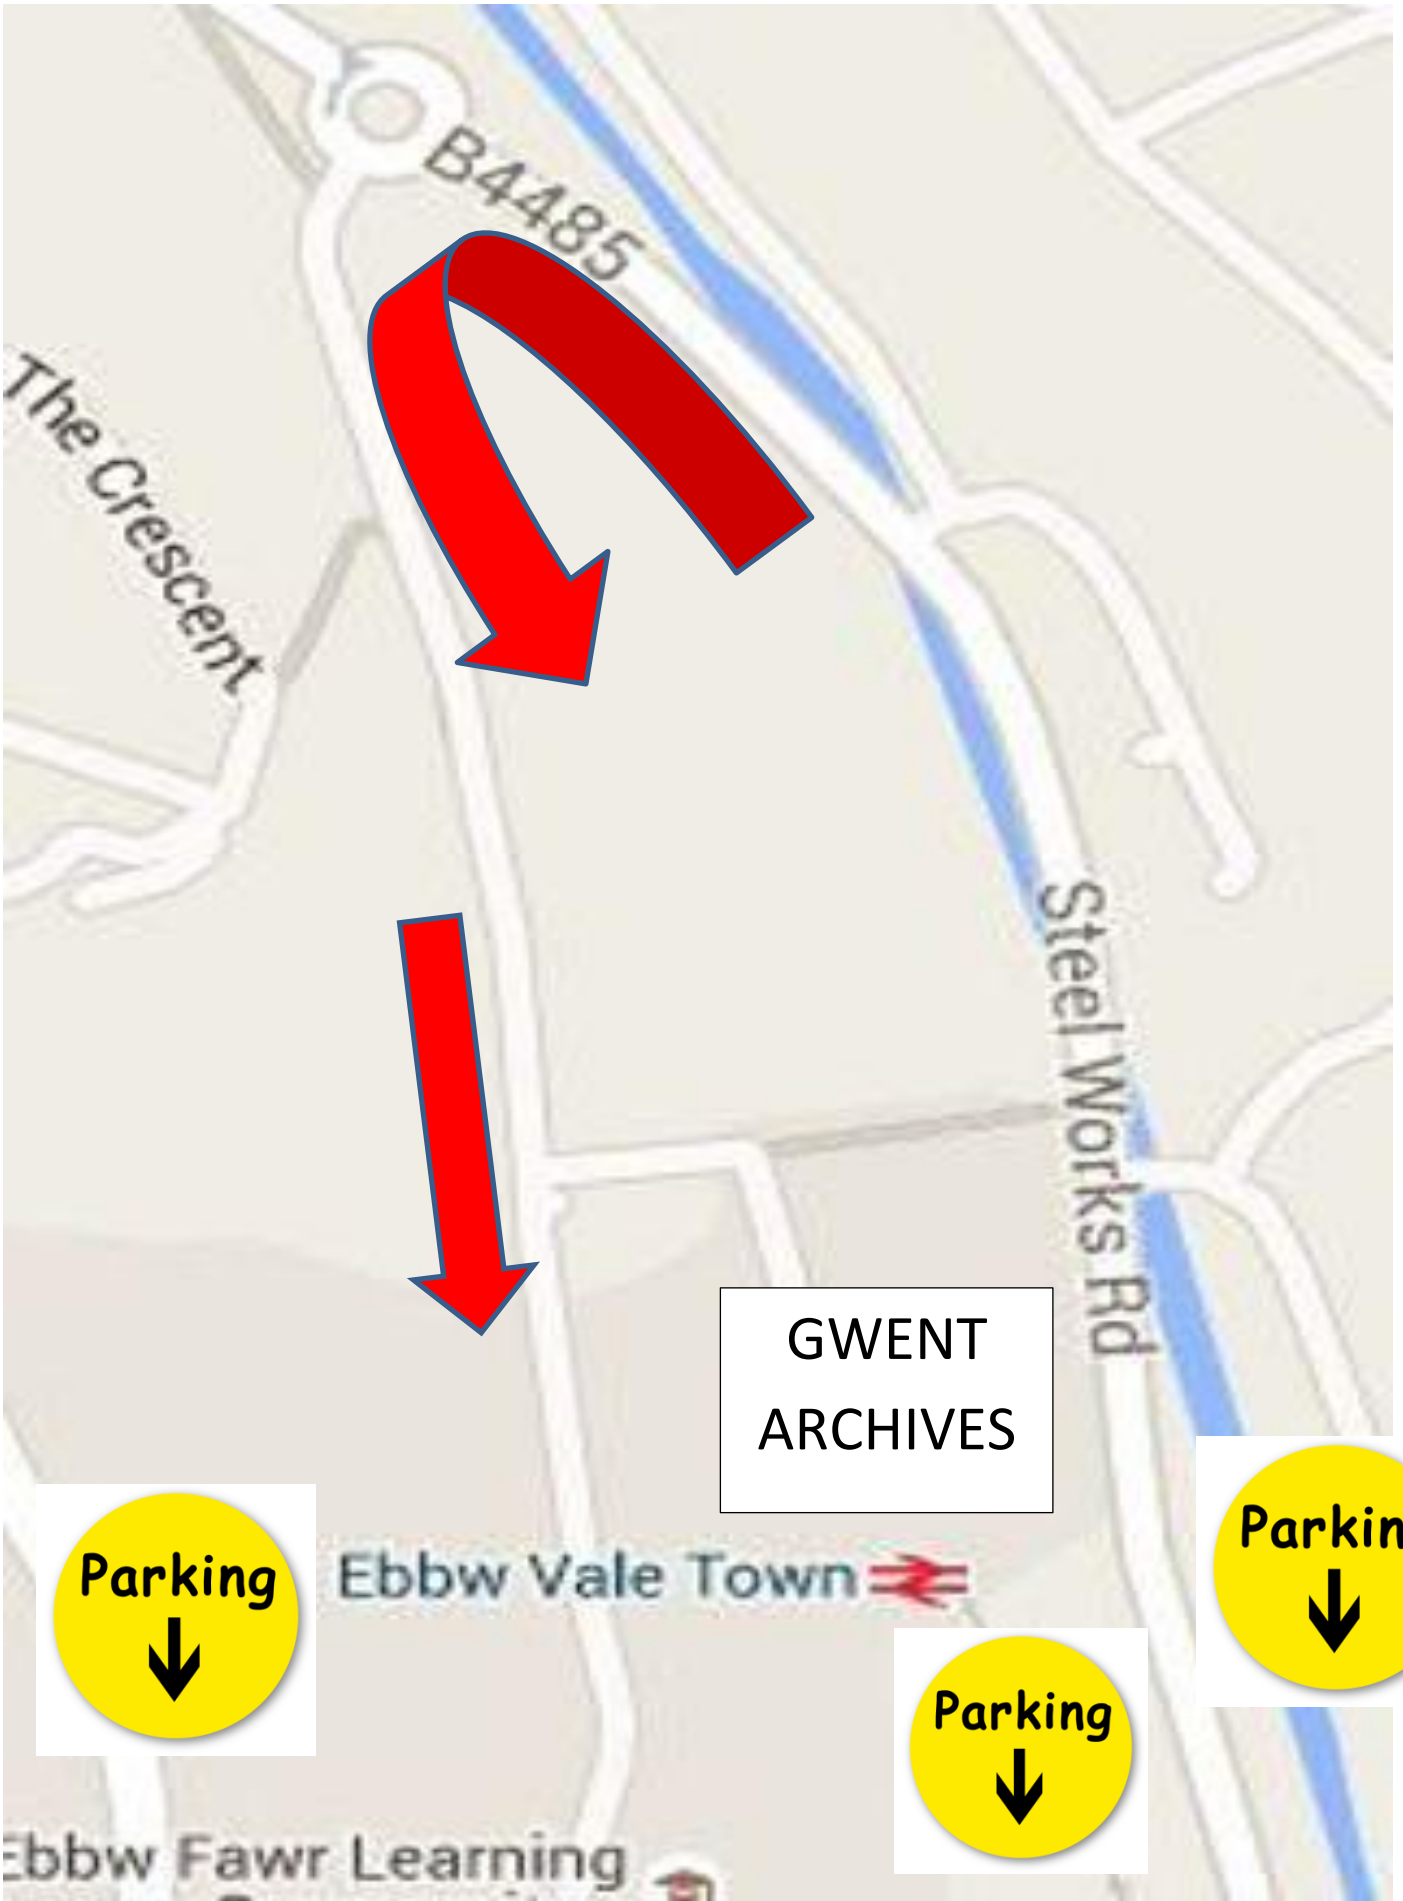 B4485
The Crescent
Steel Works Rd
GWENT
ARCHIVES
Parkin
Parking
Ebbw Vale Town
Parking
Ebbw Fawr Learning